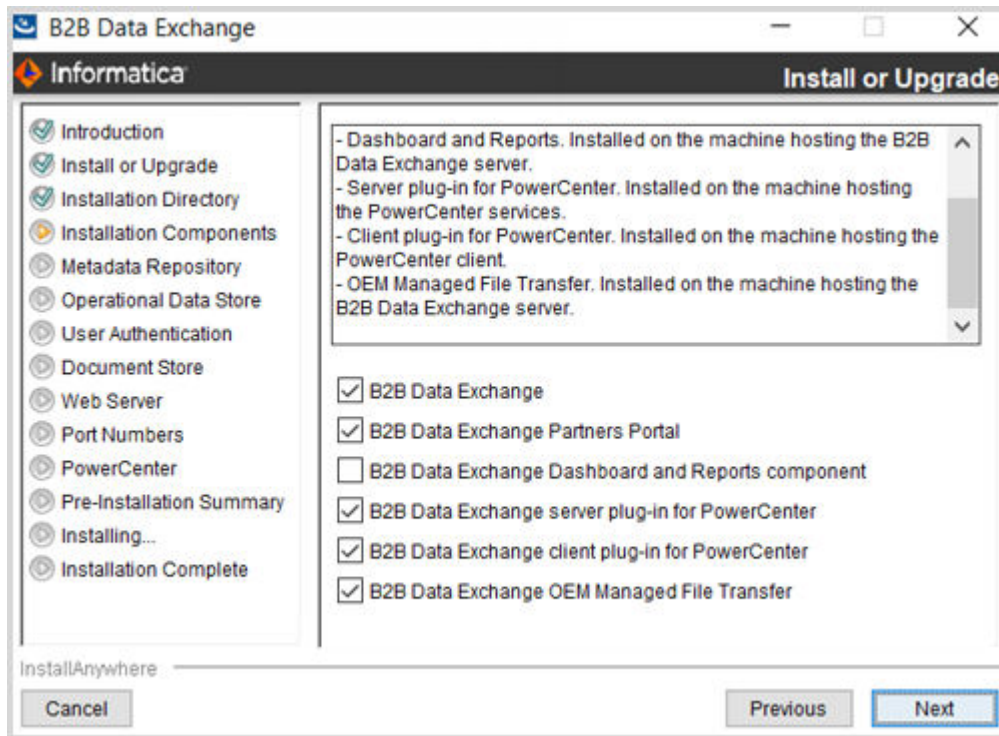 B2B Data Exchange
Informatica
Install or Upgrade
Introduction
Install or Upgrade
Installation Directory
Installation Components
Metadata Repository
Operational Data Store
User Authentication
Document Store
Web Server
Port Numbers
PowerCenter
Pre-Installation Summary
Installing...
Installation Complete
- Dashboard and Reports. Installed on the machine hosting the B2B
Data Exchange server.
- Server plug-in for PowerCenter. Installed on the machine hosting
the PowerCenter services.
- Client plug-in for PowerCenter. Installed on the machine hosting the
PowerCenter client.
- OEM Managed File Transfer. Installed on the machine hosting the
B2B Data Exchange server.
B2B Data Exchange
B2B Data Exchange Partners Portal
B2B Data Exchange Dashboard and Reports component
B2B Data Exchange server plug-in for PowerCenter
B2B Data Exchange client plug-in for PowerCenter
B2B Data Exchange OEM Managed File Transfer
InstallAnywhere
Cancel
Previous
Next